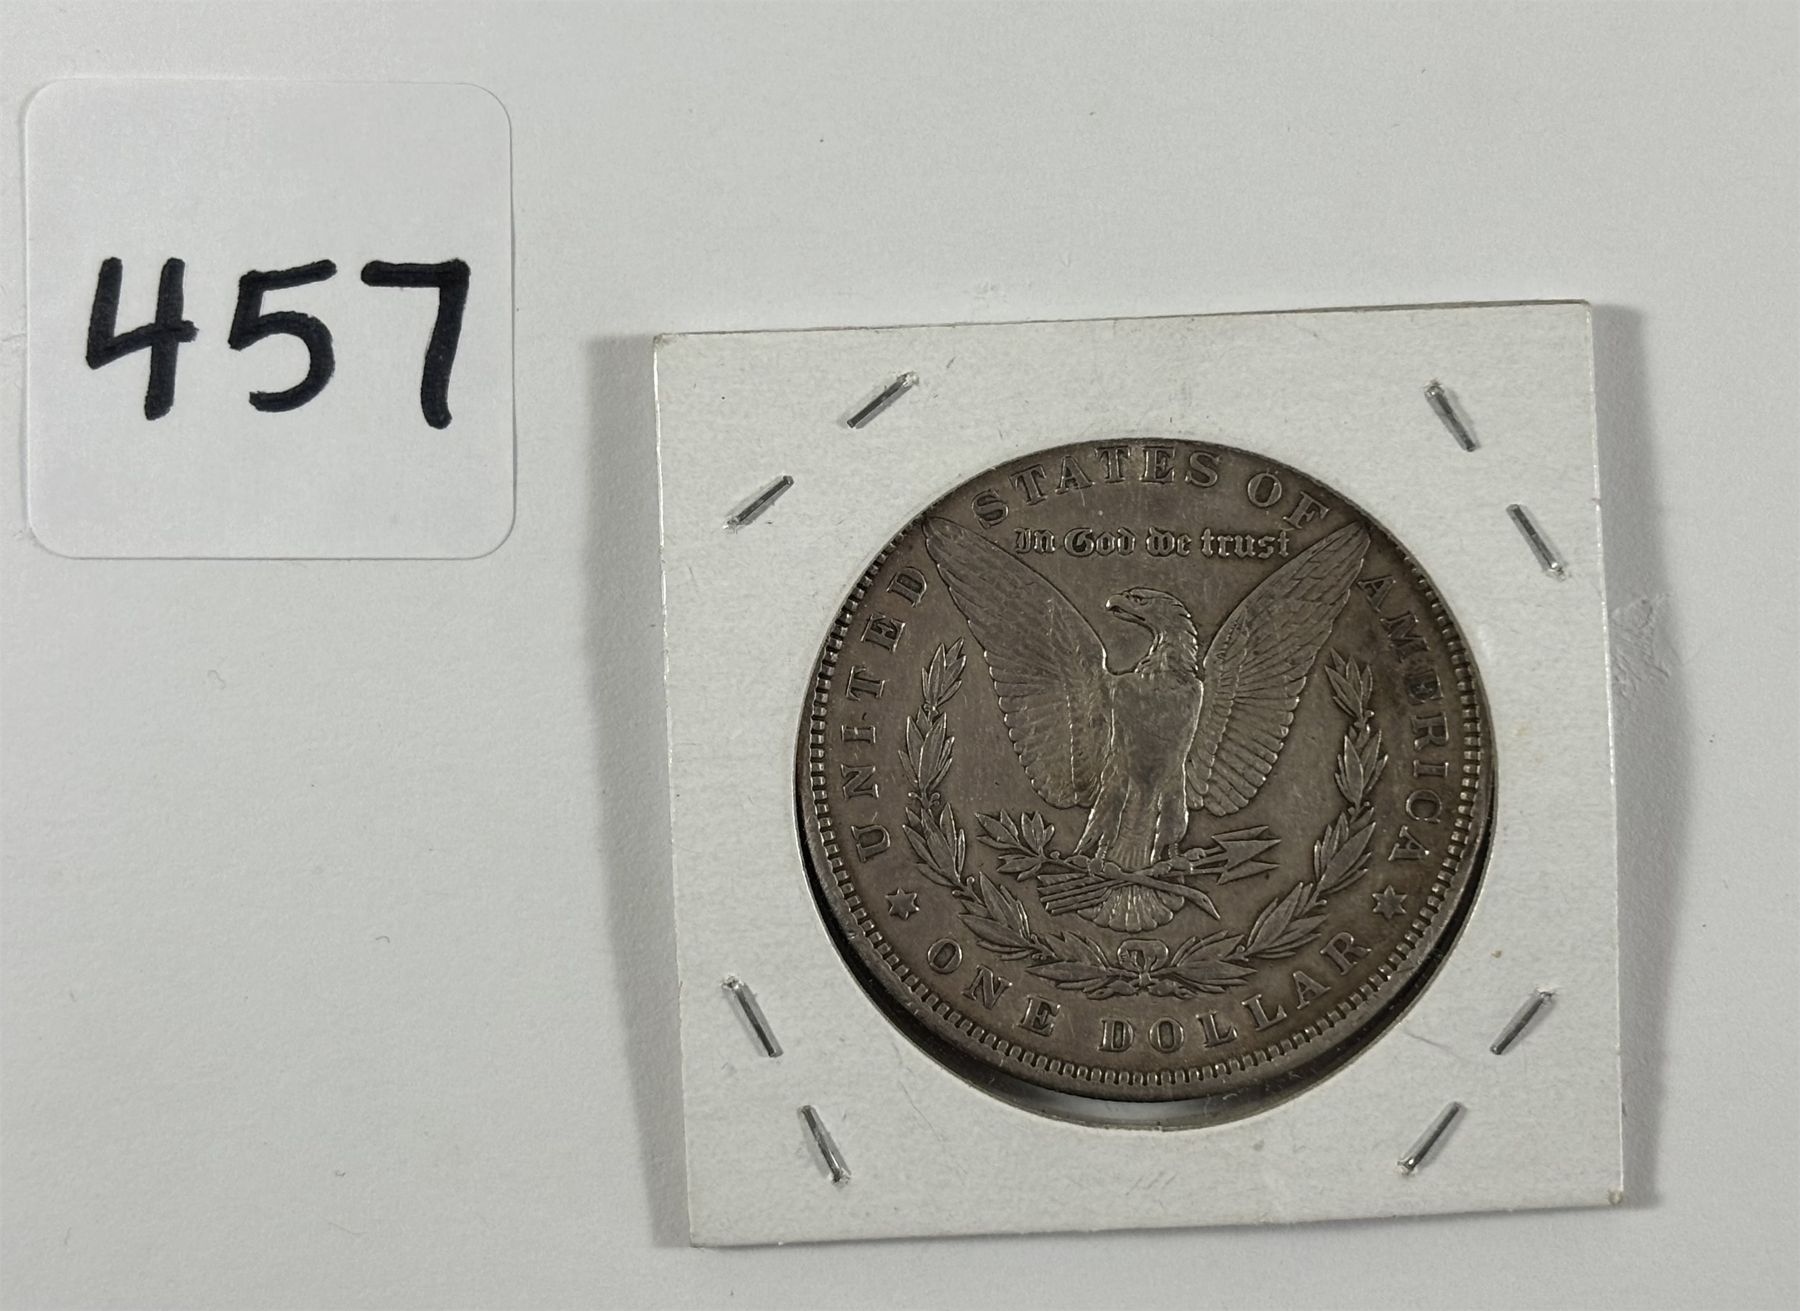 457
UNITED STATES OF AMERICA
In God we trust
ONE DOLLAR